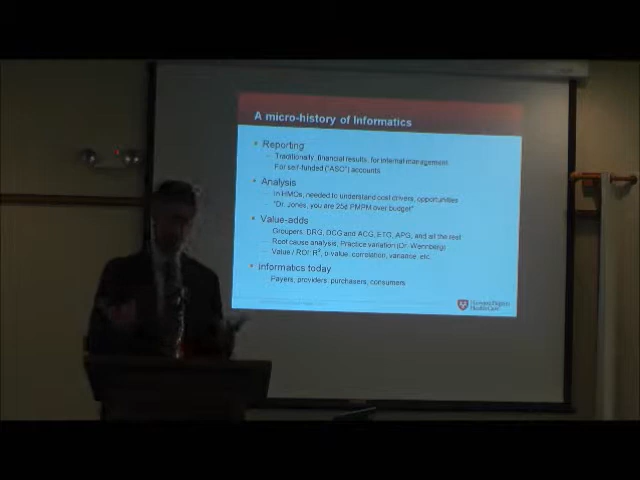 A micro-history of Informatics
Reporting
Traditionally, financial results, for internal management
For self-funded ("ASO") accounts
Analysis
In HMOs, needed to understand cost drivers, opportunities
"Dr. Jones, you are 25¢ PMPM over budget"
Value-adds
Groupers: DRG, DCG and ACG, ETG, APG, and all the rest
Root cause analysis, Practice variation (Dr. Wennberg)
Value / ROI: R², p-value, correlation, variance, etc.
Informatics today
Payers, providers, purchasers, consumers
Harvard Pilgrim
HealthCare